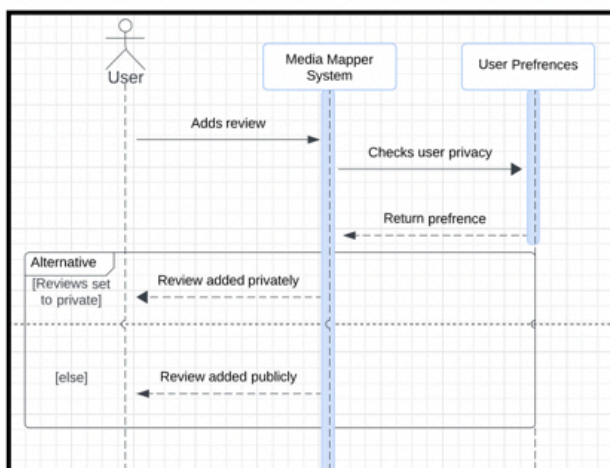 User
Media Mapper
System
User Prefrences
Adds review
Checks user privacy
Return prefrence
Alternative
[Reviews set
to private]
Review added privately
[else]
Review added publicly